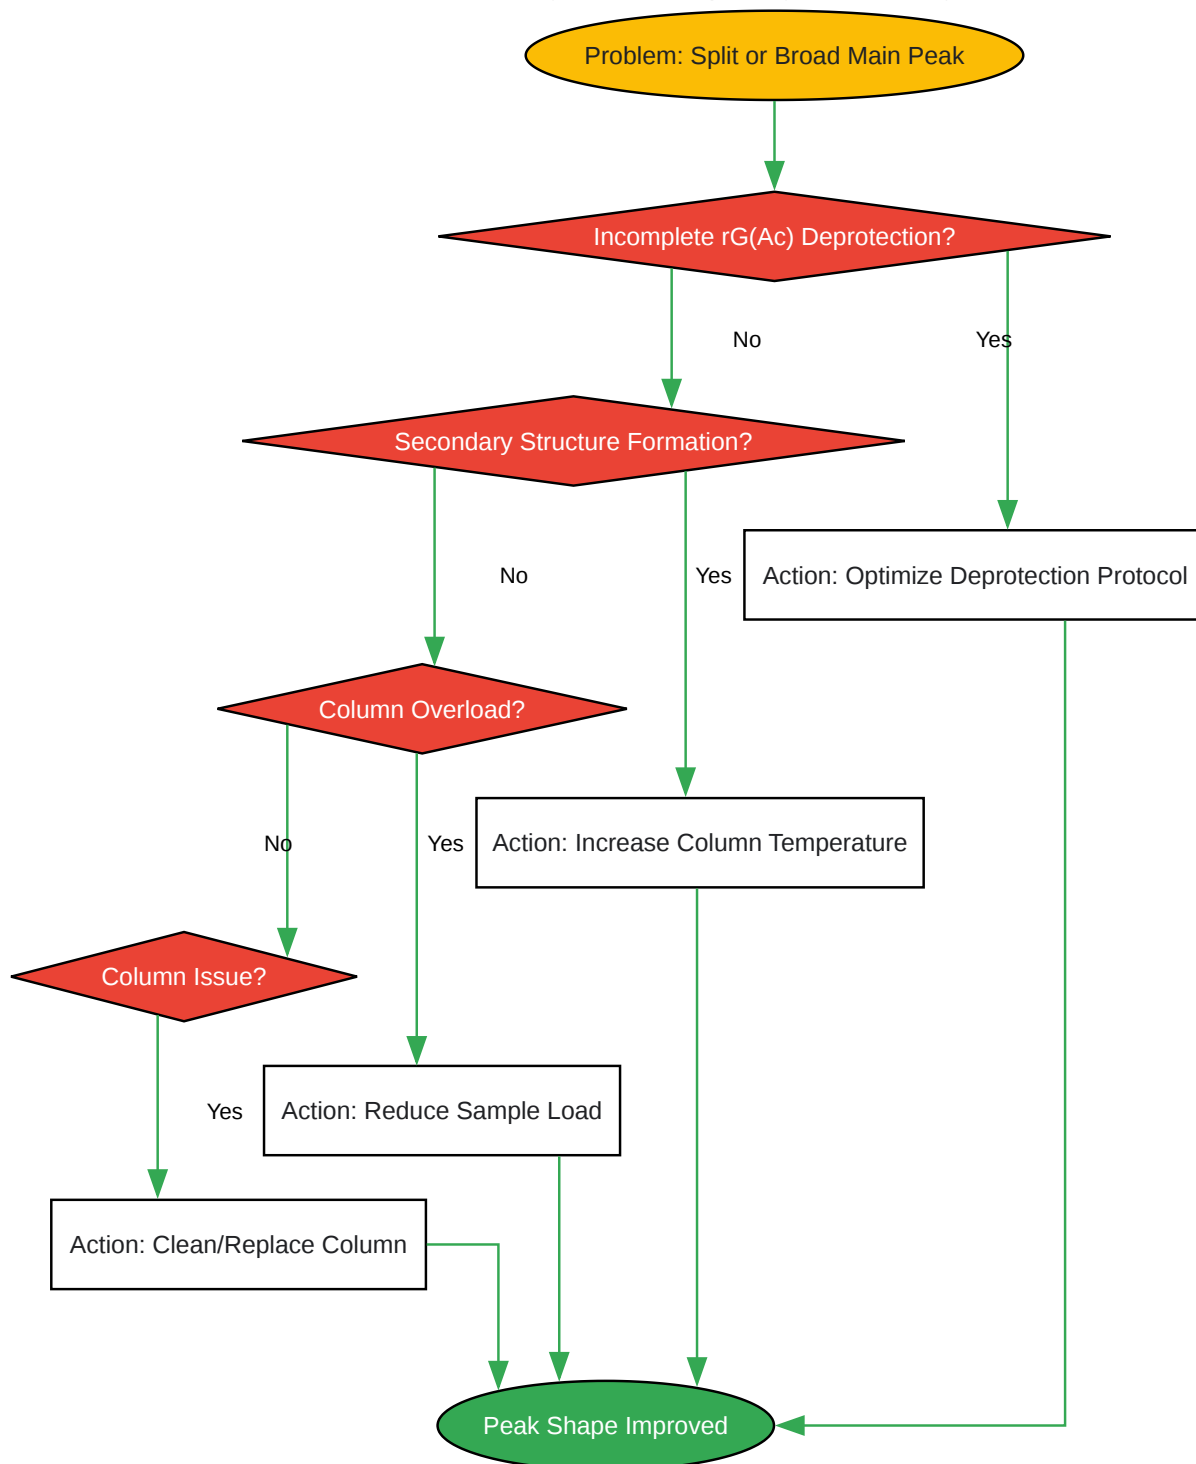 Problem: Split or Broad Main Peak
Incomplete rG(Ac) Deprotection?
No
Yes
Secondary Structure Formation?
No
Yes
Action: Optimize Deprotection Protocol
Column Overload?
No
Yes
Action: Increase Column Temperature
Column Issue?
Yes
Action: Reduce Sample Load
Action: Clean/Replace Column
Peak Shape Improved